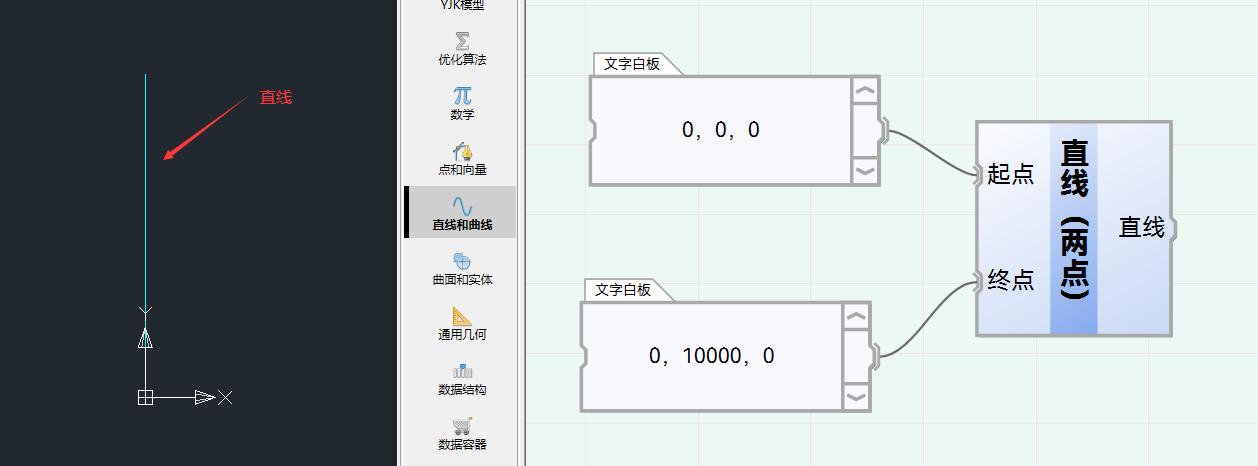 直线
Y
X
YJK模型
优化算法
数学
点和向量
直线和曲线
曲面和实体
通用几何
数据结构
数据容器
文字白板
0，0，0
文字白板
0，10000，0
起点
终点
直线（两点）
直线